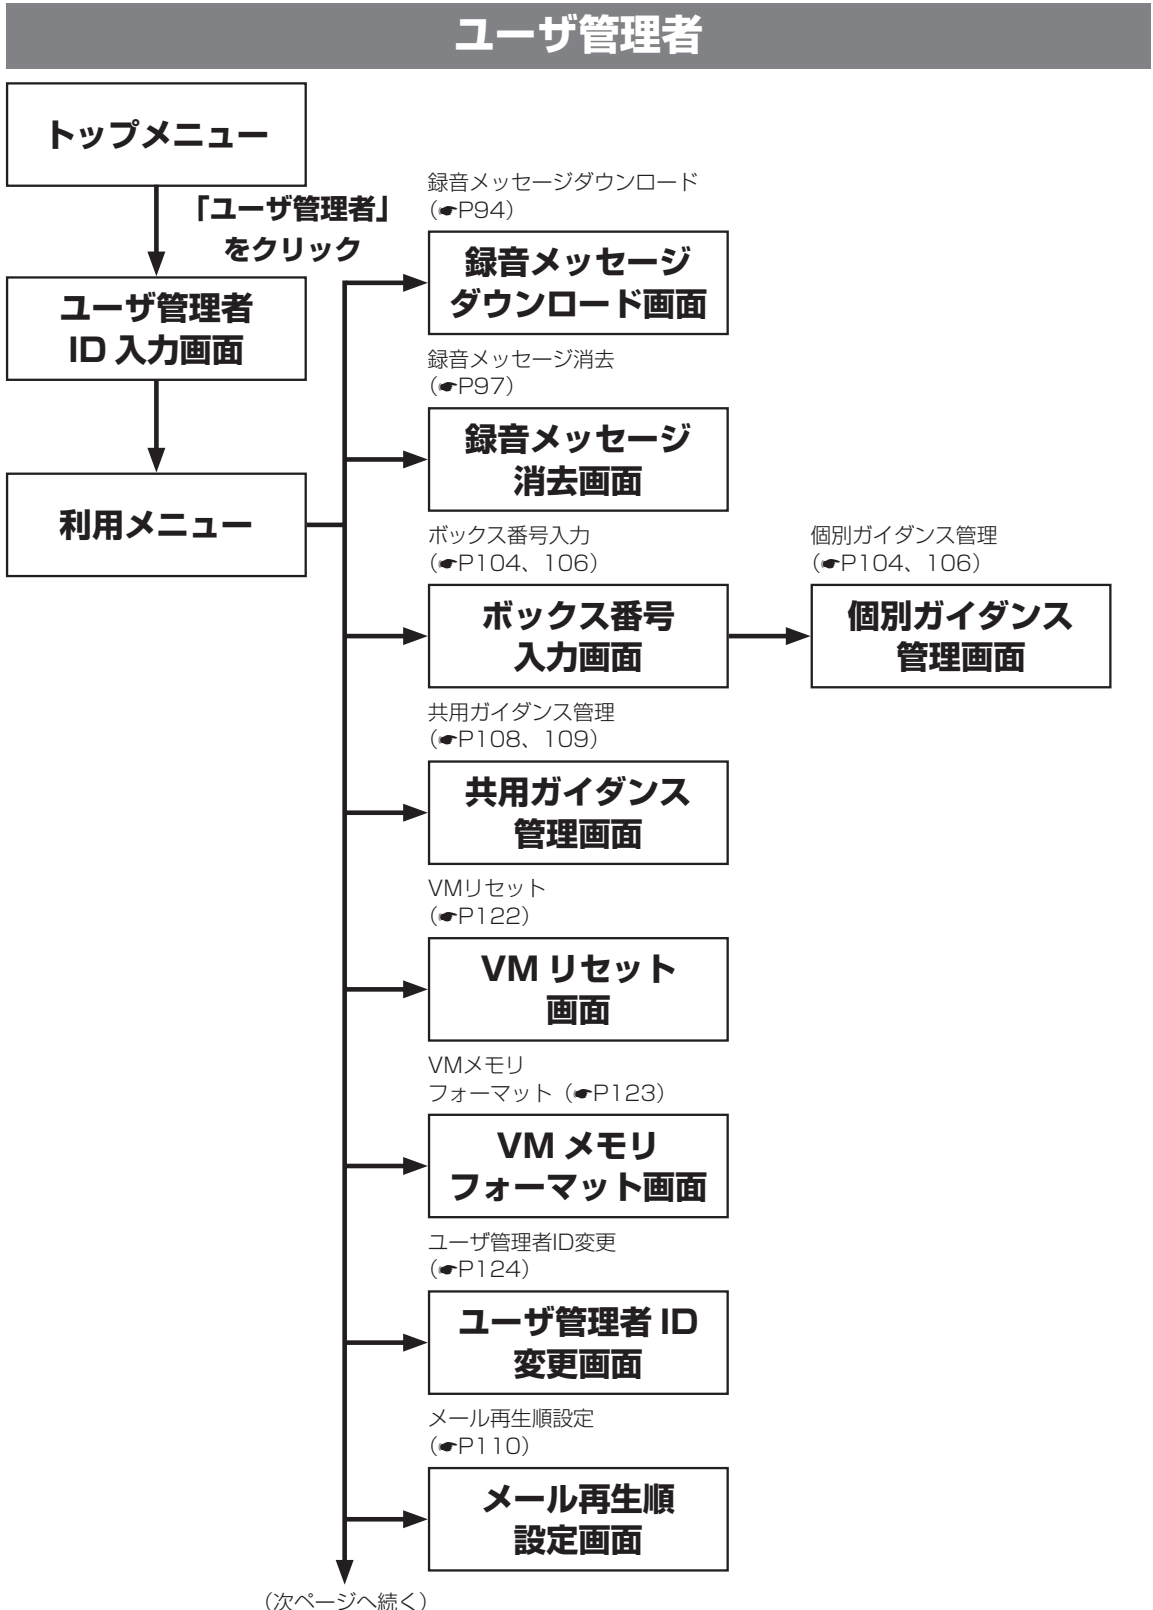 ユーザ管理者
トップメニュー
「ユーザ管理者」
をクリック
ユーザ管理者
ID 入力画面
利用メニュー
録音メッセージダウンロード
(☛P94)
録音メッセージ
ダウンロード画面
録音メッセージ消去
(☛P97)
録音メッセージ
消去画面
ボックス番号入力
(☛P104、106)
ボックス番号
入力画面
個別ガイダンス管理
(☛P104、106)
個別ガイダンス
管理画面
共用ガイダンス管理
(☛P108、109)
共用ガイダンス
管理画面
VMリセット
(☛P122)
VM リセット
画面
VMメモリ
フォーマット(☛P123)
VM メモリ
フォーマット画面
ユーザ管理者ID変更
(☛P124)
ユーザ管理者 ID
変更画面
メール再生順設定
(☛P110)
メール再生順
設定画面
(次ページへ続く)